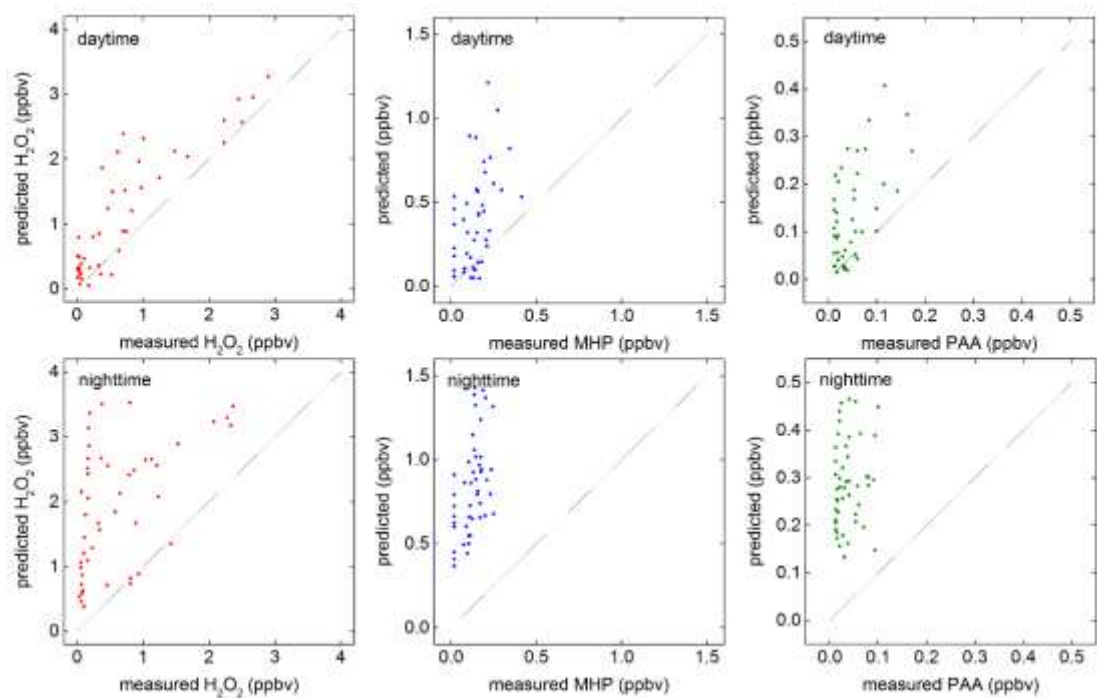 daytime
predicted H₂O₂ (ppbv)
4
3
2
1
0
0 1 2 3 4
measured H₂O₂ (ppbv)
daytime
predicted (ppbv)
1.5
1.0
0.5
0.0
0.0 0.5 1.0 1.5
measured MHP (ppbv)
daytime
predicted (ppbv)
0.5
0.4
0.3
0.2
0.1
0.0
0.0 0.1 0.2 0.3 0.4 0.5
measured PAA (ppbv)
nighttime
predicted H₂O₂ (ppbv)
4
3
2
1
0
0 1 2 3 4
measured H₂O₂ (ppbv)
nighttime
predicted (ppbv)
1.5
1.0
0.5
0.0
0.0 0.5 1.0 1.5
measured MHP (ppbv)
nighttime
predicted (ppbv)
0.5
0.4
0.3
0.2
0.1
0.0
0.0 0.1 0.2 0.3 0.4 0.5
measured PAA (ppbv)